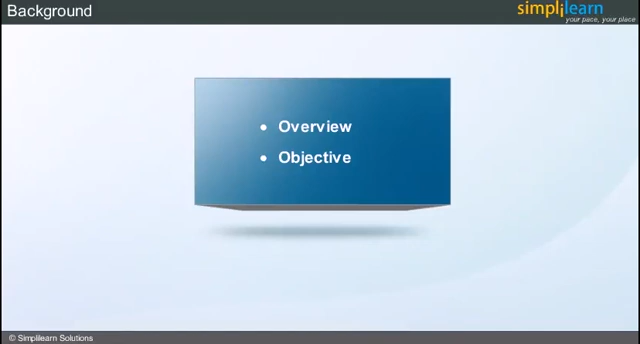 Background
simplilearn
your pace, your place
• Overview
• Objective
© Simplilearn Solutions